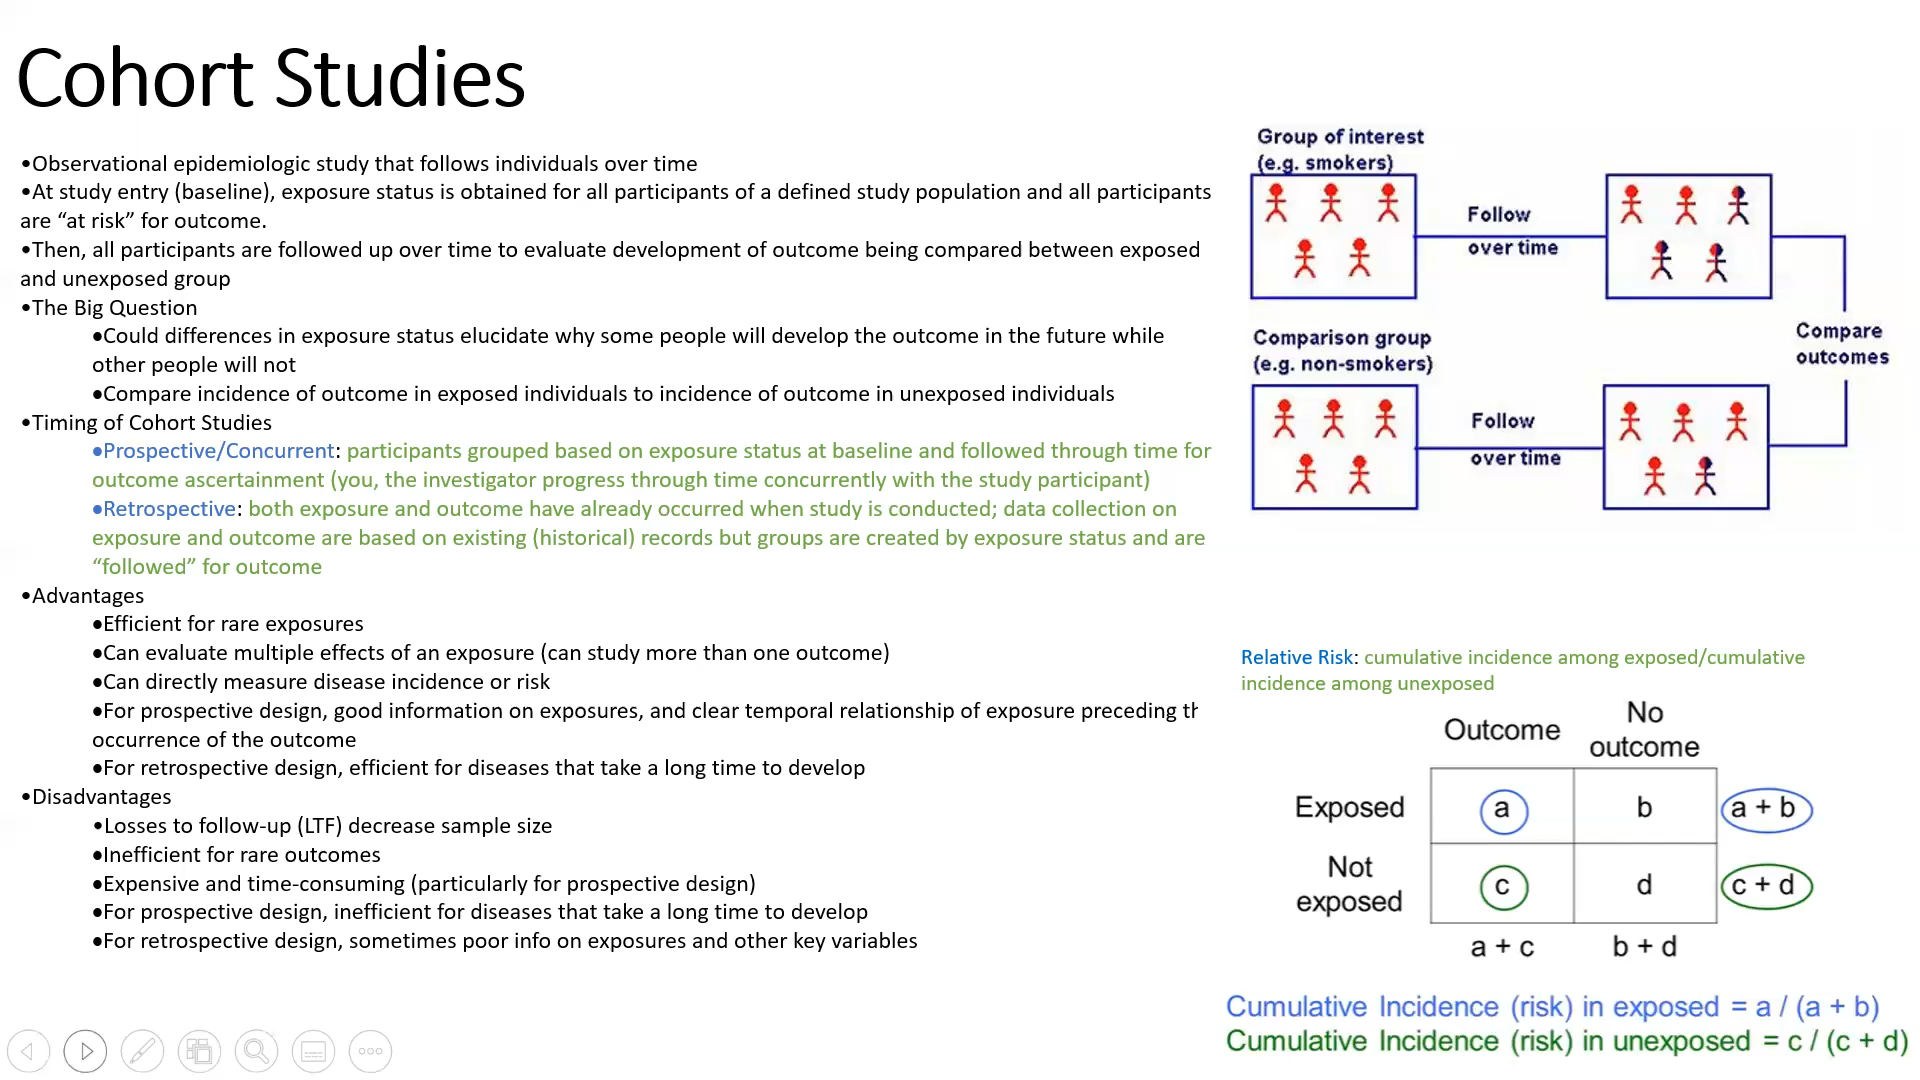 Cohort Studies
•Observational epidemiologic study that follows individuals over time
•At study entry (baseline), exposure status is obtained for all participants of a defined study population and all participants
are “at risk” for outcome.
•Then, all participants are followed up over time to evaluate development of outcome being compared between exposed
and unexposed group
•The Big Question
•Could differences in exposure status elucidate why some people will develop the outcome in the future while
other people will not
•Compare incidence of outcome in exposed individuals to incidence of outcome in unexposed individuals
•Timing of Cohort Studies
•Prospective/Concurrent: participants grouped based on exposure status at baseline and followed through time for
outcome ascertainment (you, the investigator progress through time concurrently with the study participant)
•Retrospective: both exposure and outcome have already occurred when study is conducted; data collection on
exposure and outcome are based on existing (historical) records but groups are created by exposure status and are
“followed” for outcome
•Advantages
•Efficient for rare exposures
•Can evaluate multiple effects of an exposure (can study more than one outcome)
•Can directly measure disease incidence or risk
•For prospective design, good information on exposures, and clear temporal relationship of exposure preceding th
occurrence of the outcome
•For retrospective design, efficient for diseases that take a long time to develop
•Disadvantages
•Losses to follow-up (LTF) decrease sample size
•Inefficient for rare outcomes
•Expensive and time-consuming (particularly for prospective design)
•For prospective design, inefficient for diseases that take a long time to develop
•For retrospective design, sometimes poor info on exposures and other key variables
Group of interest
(e.g. smokers)
Follow
over time
Comparison group
(e.g. non-smokers)
Follow
over time
Compare
outcomes
Relative Risk: cumulative incidence among exposed/cumulative
incidence among unexposed
Outcome
No
outcome
Exposed
a
b
a + b
Not
exposed
c
d
c + d
a + c
b + d
Cumulative Incidence (risk) in exposed = a / (a + b)
Cumulative Incidence (risk) in unexposed = c / (c + d)